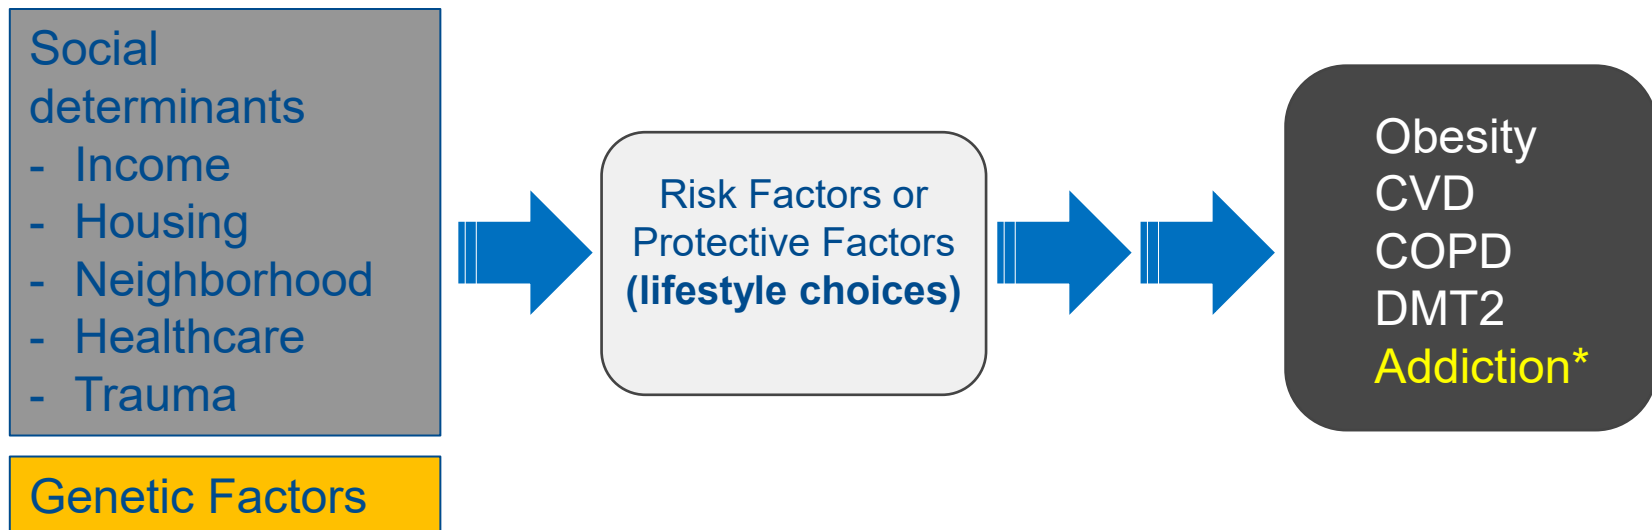 Social
determinants
- Income
- Housing
- Neighborhood
- Healthcare
- Trauma
Genetic Factors
Risk Factors or
Protective Factors
(lifestyle choices)
Obesity
CVD
COPD
DMT2
Addiction*